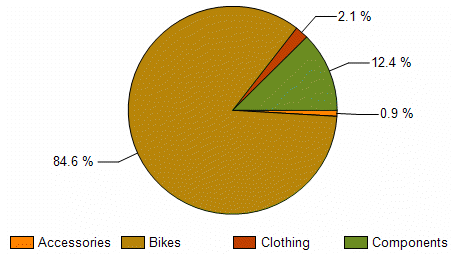 2.1 %
12.4 %
0.9 %
84.6 %
Accessories Bikes Clothing Components